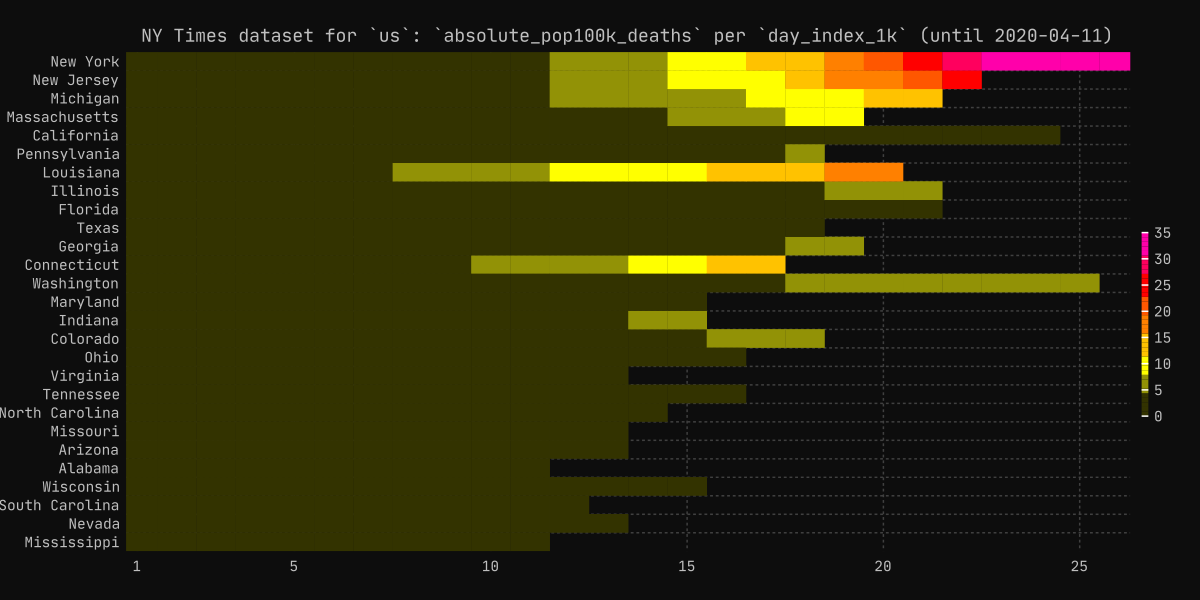 NY Times dataset for `us`: `absolute_pop100k_deaths` per `day_index_1k` (until 2020-04-11)
New York
New Jersey
Michigan
Massachusetts
California
Pennsylvania
Louisiana
Illinois
Florida
Texas
Georgia
Connecticut
Washington
Maryland
Indiana
Colorado
Ohio
Virginia
Tennessee
North Carolina
Missouri
Arizona
Alabama
Wisconsin
South Carolina
Nevada
Mississippi
1 5 10 15 20 25
35
30
25
20
15
10
5
0